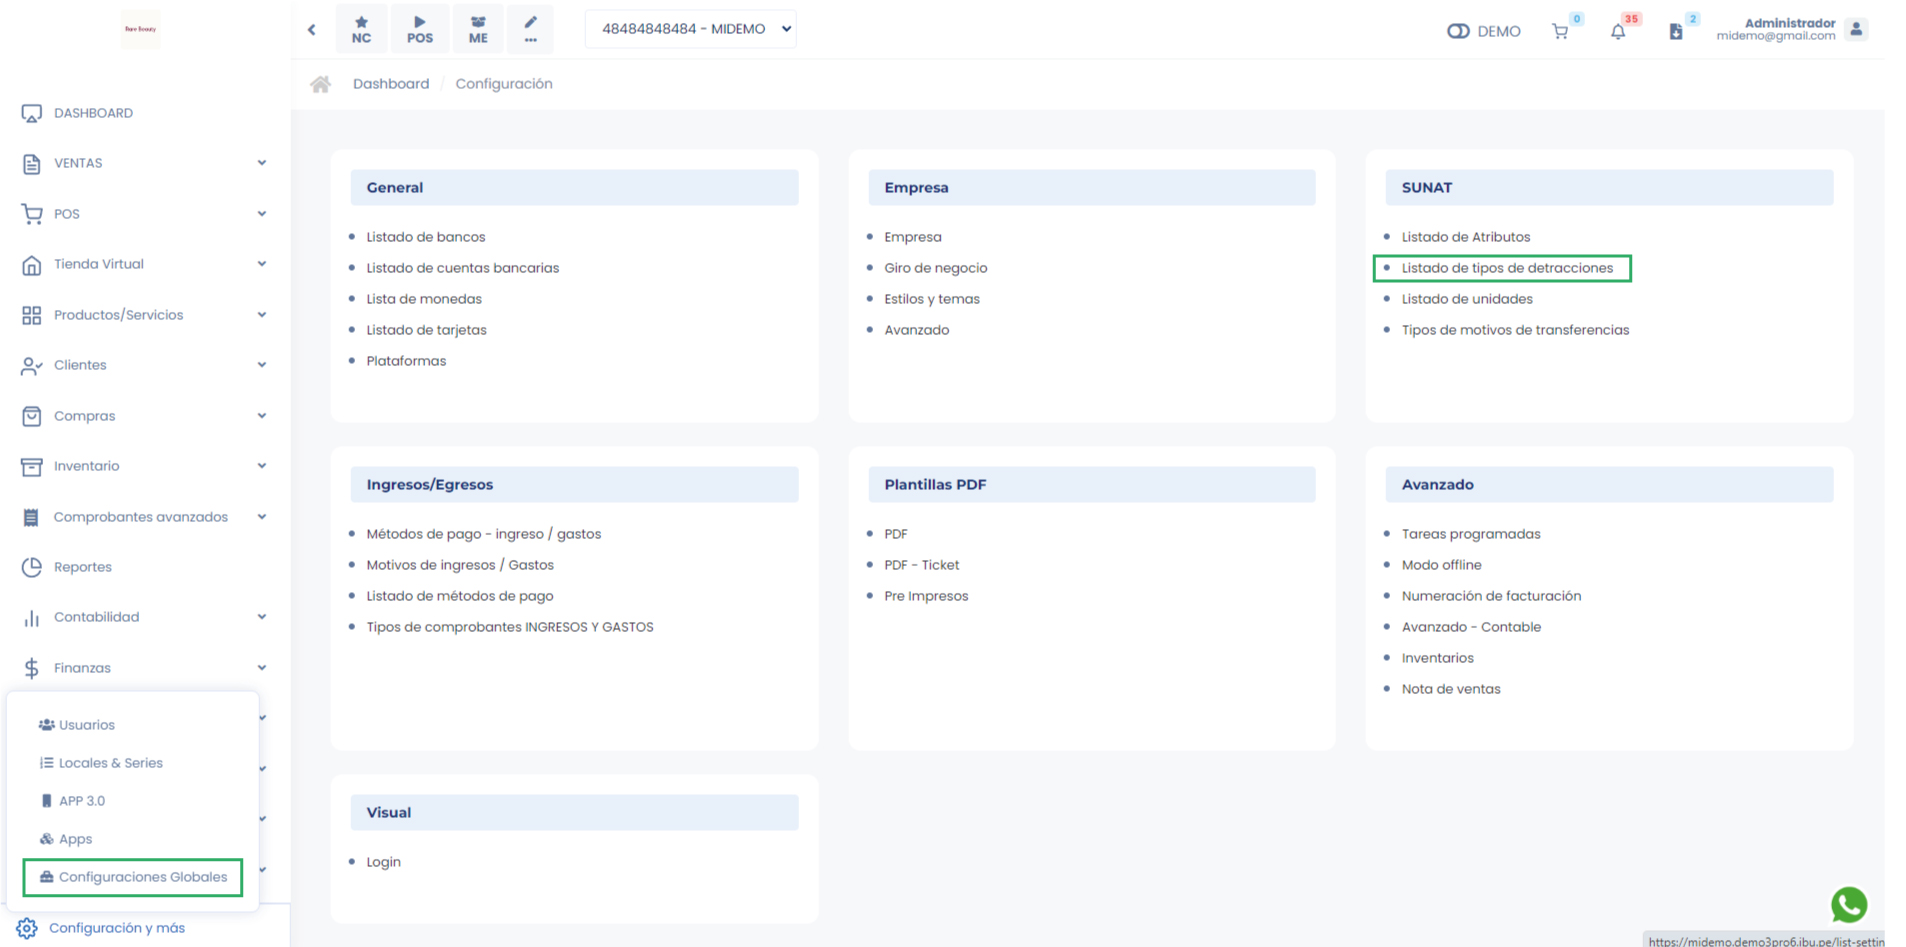 Rare Beauty
NC
POS
ME
...
48484848484 - MIDEMO
DEMO
0
35
2
Administrador
midemo@gmail.com
Dashboard / Configuración
DASHBOARD
VENTAS
POS
Tienda Virtual
Productos/Servicios
Clientes
Compras
Inventario
Comprobantes avanzados
Reportes
Contabilidad
Finanzas
Usuarios
Locales & Series
APP 3.0
Apps
Configuraciones Globales
Configuración y más
General
Listado de bancos
Listado de cuentas bancarias
Lista de monedas
Listado de tarjetas
Plataformas
Empresa
Empresa
Giro de negocio
Estilos y temas
Avanzado
SUNAT
Listado de Atributos
Listado de tipos de detracciones
Listado de unidades
Tipos de motivos de transferencias
Ingresos/Egresos
Métodos de pago - ingreso / gastos
Motivos de ingresos / Gastos
Listado de métodos de pago
Tipos de comprobantes INGRESOS Y GASTOS
Plantillas PDF
PDF
PDF - Ticket
Pre Impresos
Avanzado
Tareas programadas
Modo offline
Numeración de facturación
Avanzado - Contable
Inventarios
Nota de ventas
Visual
Login
https://midemo.demo3pro6.ibu.pe/list-settin